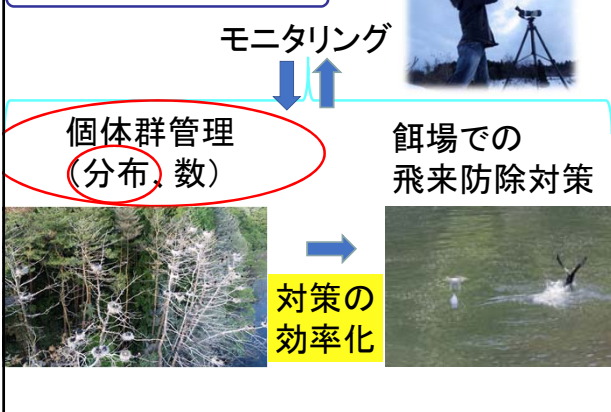 モニタリング
個体群管理
(分布、数)
餌場での
飛来防除対策
対策の
効率化